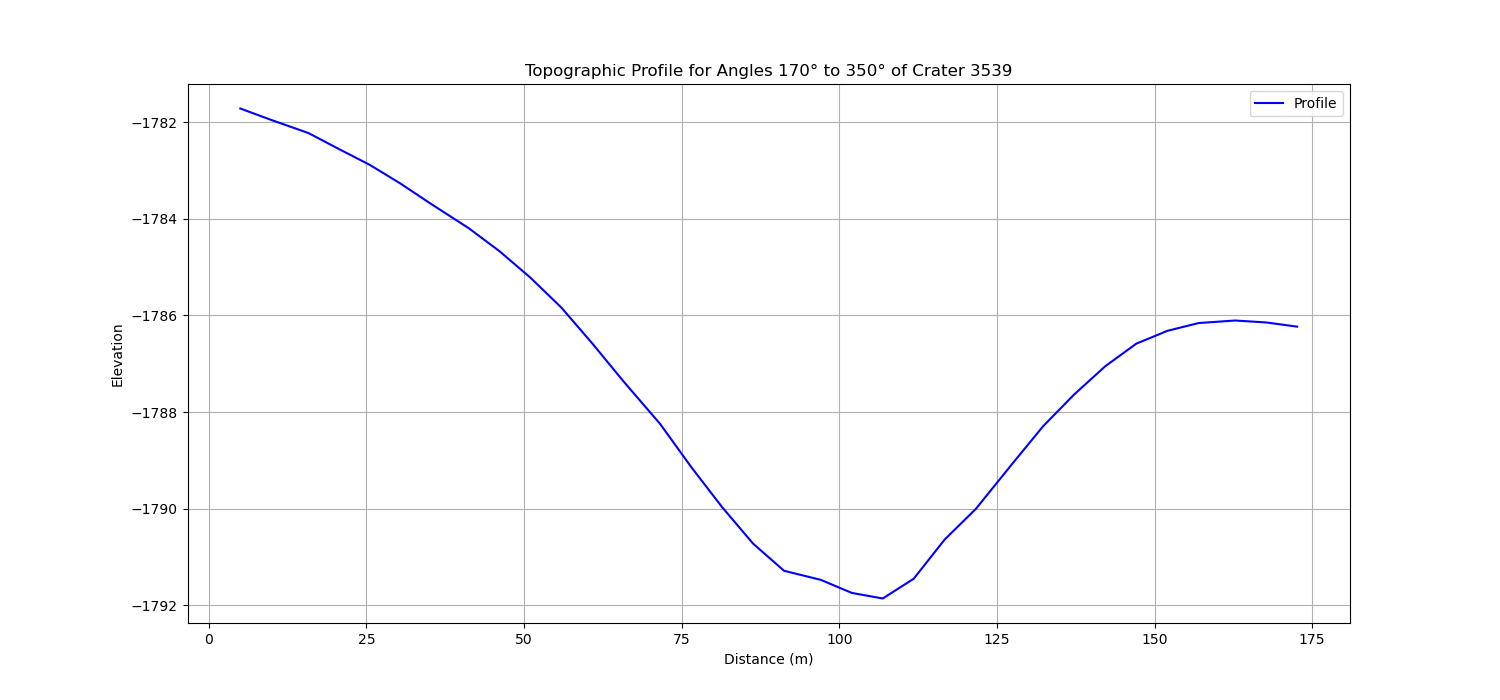 Topographic Profile for Angles 170° to 350° of Crater 3539
Profile
−1782
−1784
−1786
−1788
−1790
−1792
Elevation
0 25 50 75 100 125 150 175
Distance (m)